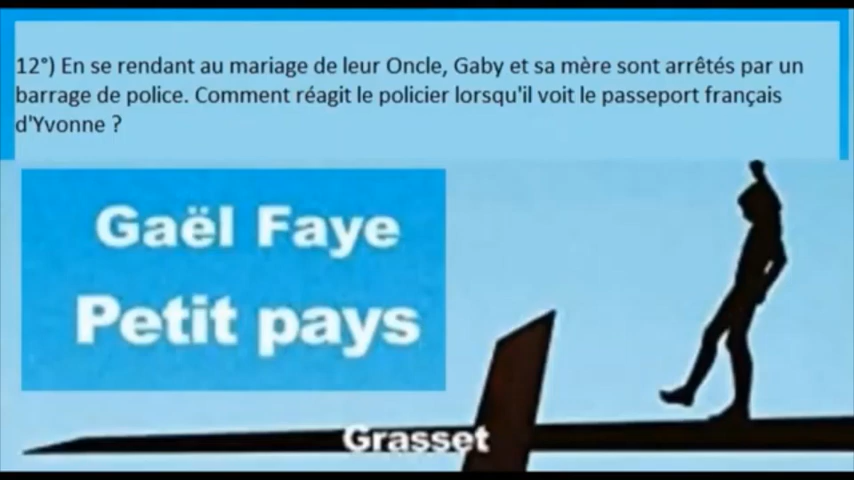 12°) En se rendant au mariage de leur Oncle, Gaby et sa mère sont arrêtés par un
barrage de police. Comment réagit le policier lorsqu'il voit le passeport français
d'Yvonne ?
Gaël Faye
Petit pays
Grasset